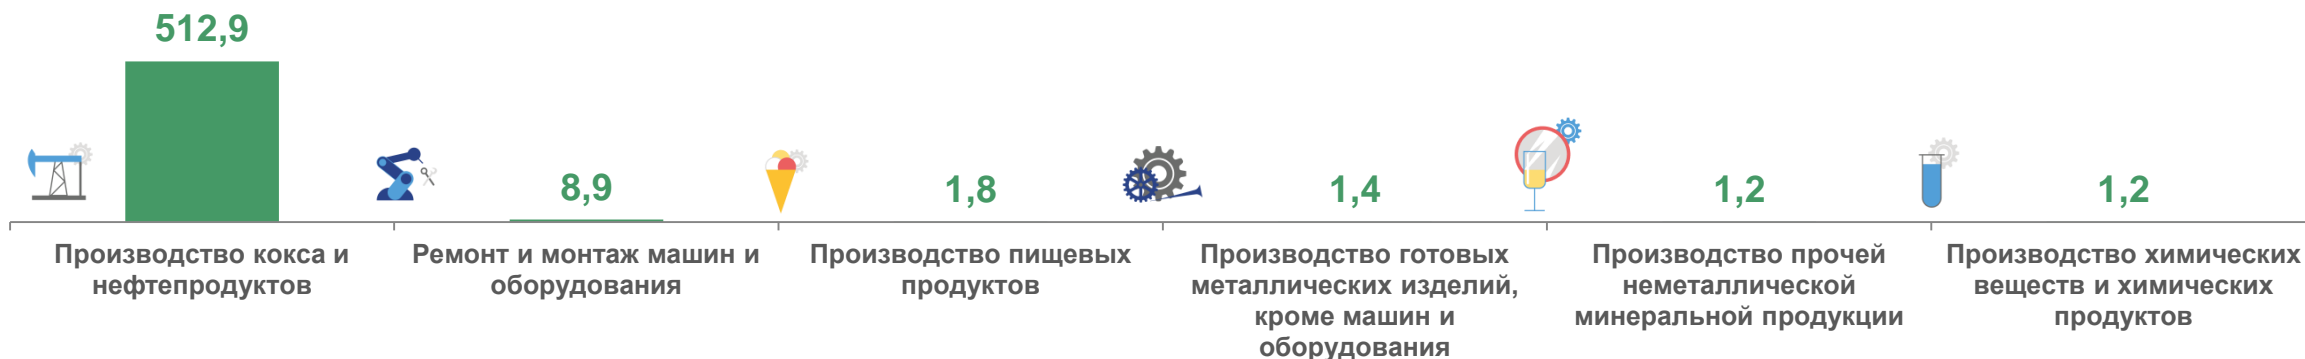 512,9
8,9
1,8
1,4
1,2
1,2
Производство кокса и
нефтепродуктов
Ремонт и монтаж машин и
оборудования
Производство пищевых
продуктов
Производство готовых
металлических изделий,
кроме машин и
оборудования
Производство прочей
неметаллической
минеральной продукции
Производство химических
веществ и химических
продуктов